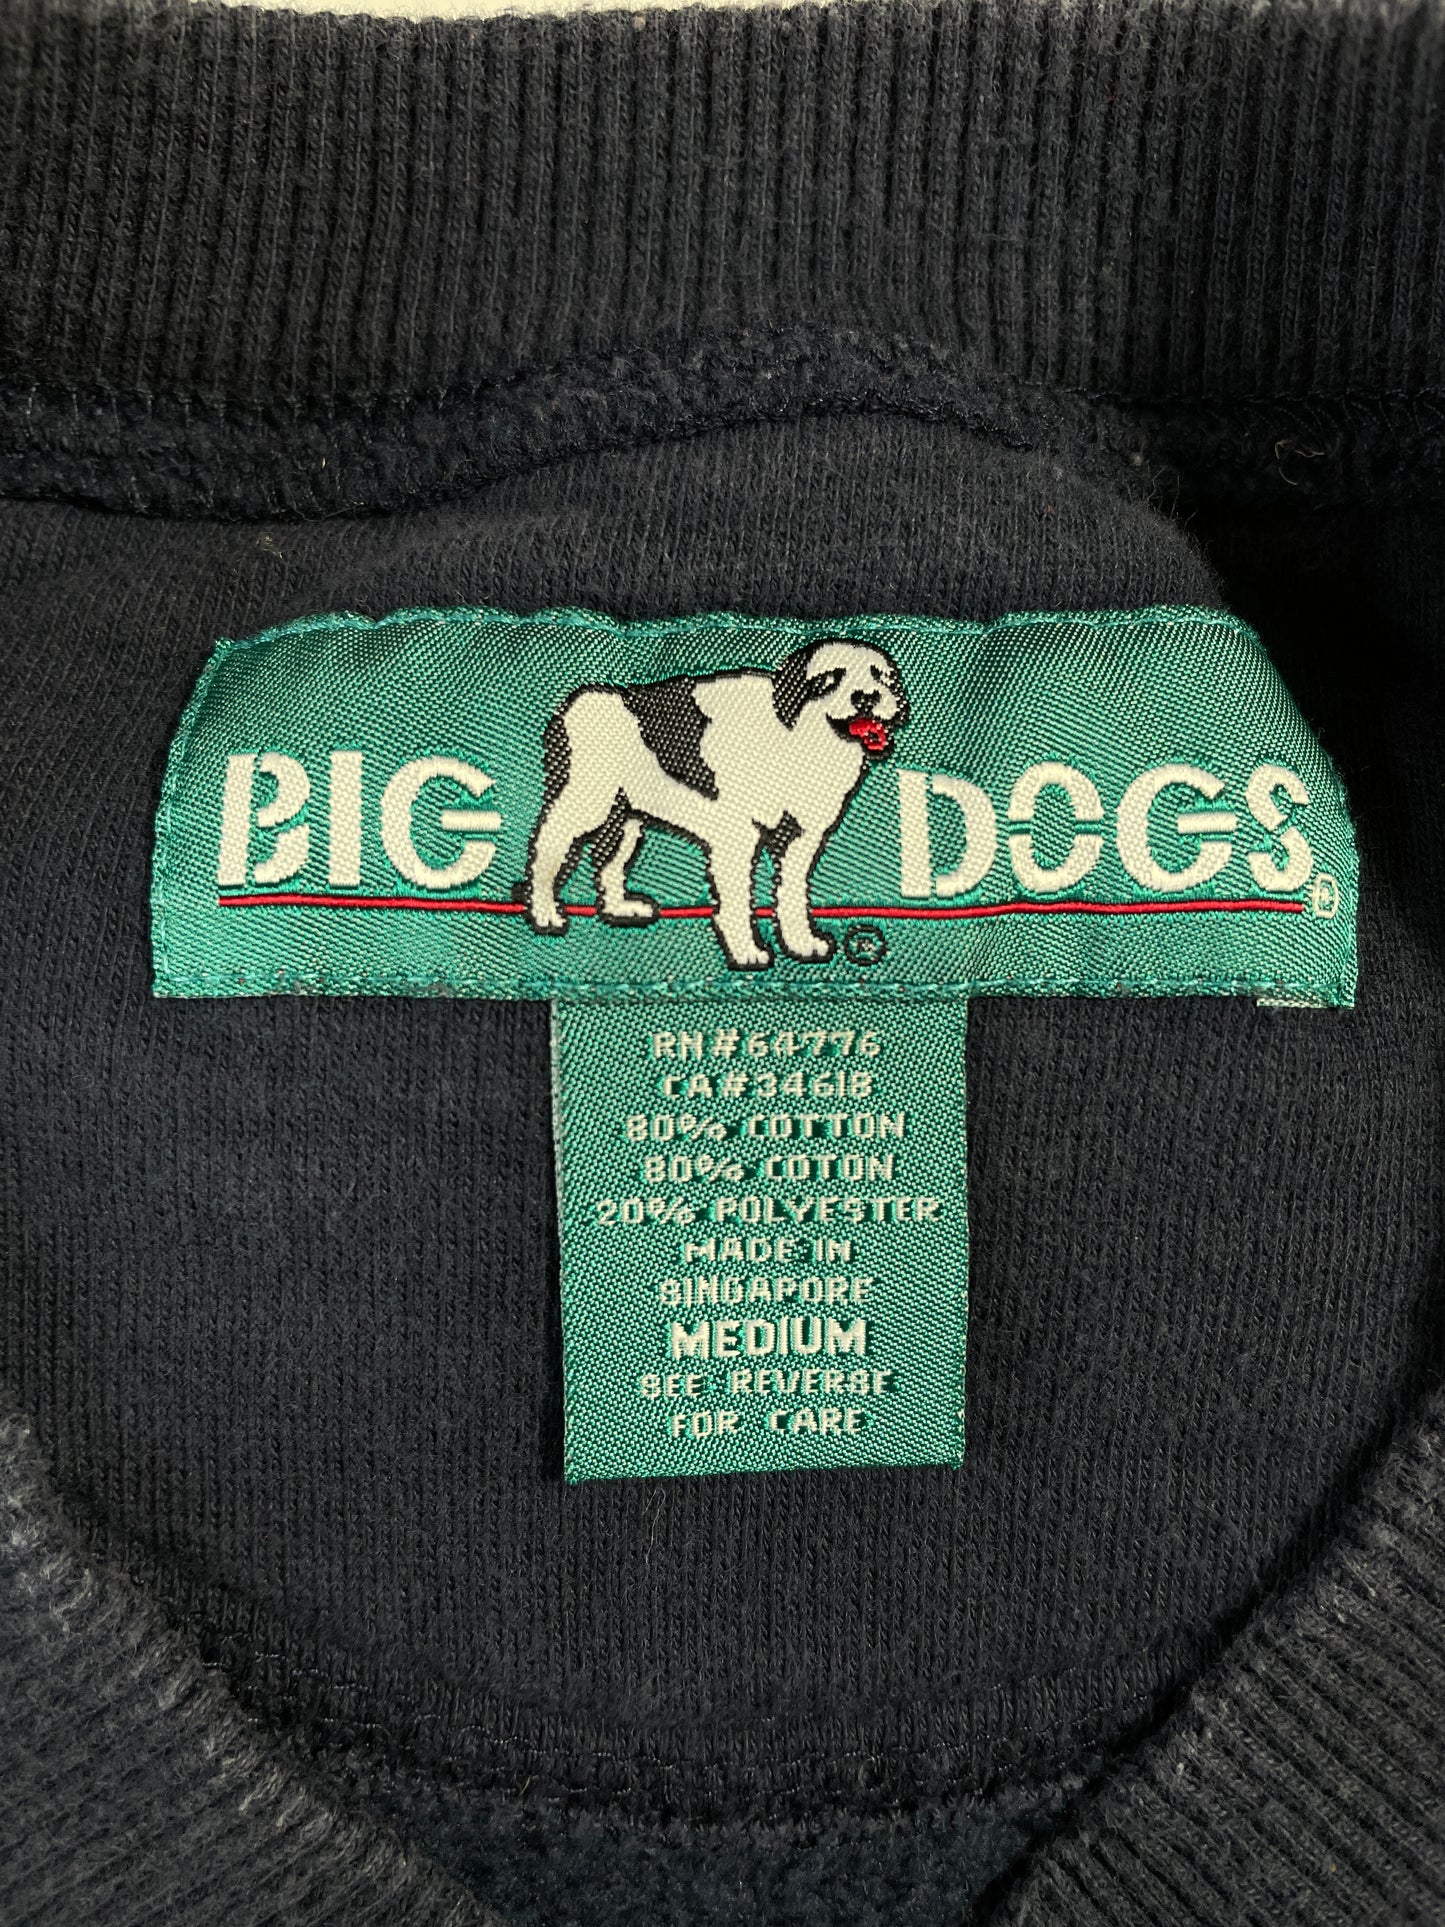 BIG DOGS®
®
RN#64776
CA#34618
80% COTTON
80% COTON
20% POLYESTER
MADE IN
SINGAPORE
MEDIUM
SEE REVERSE
FOR CARE